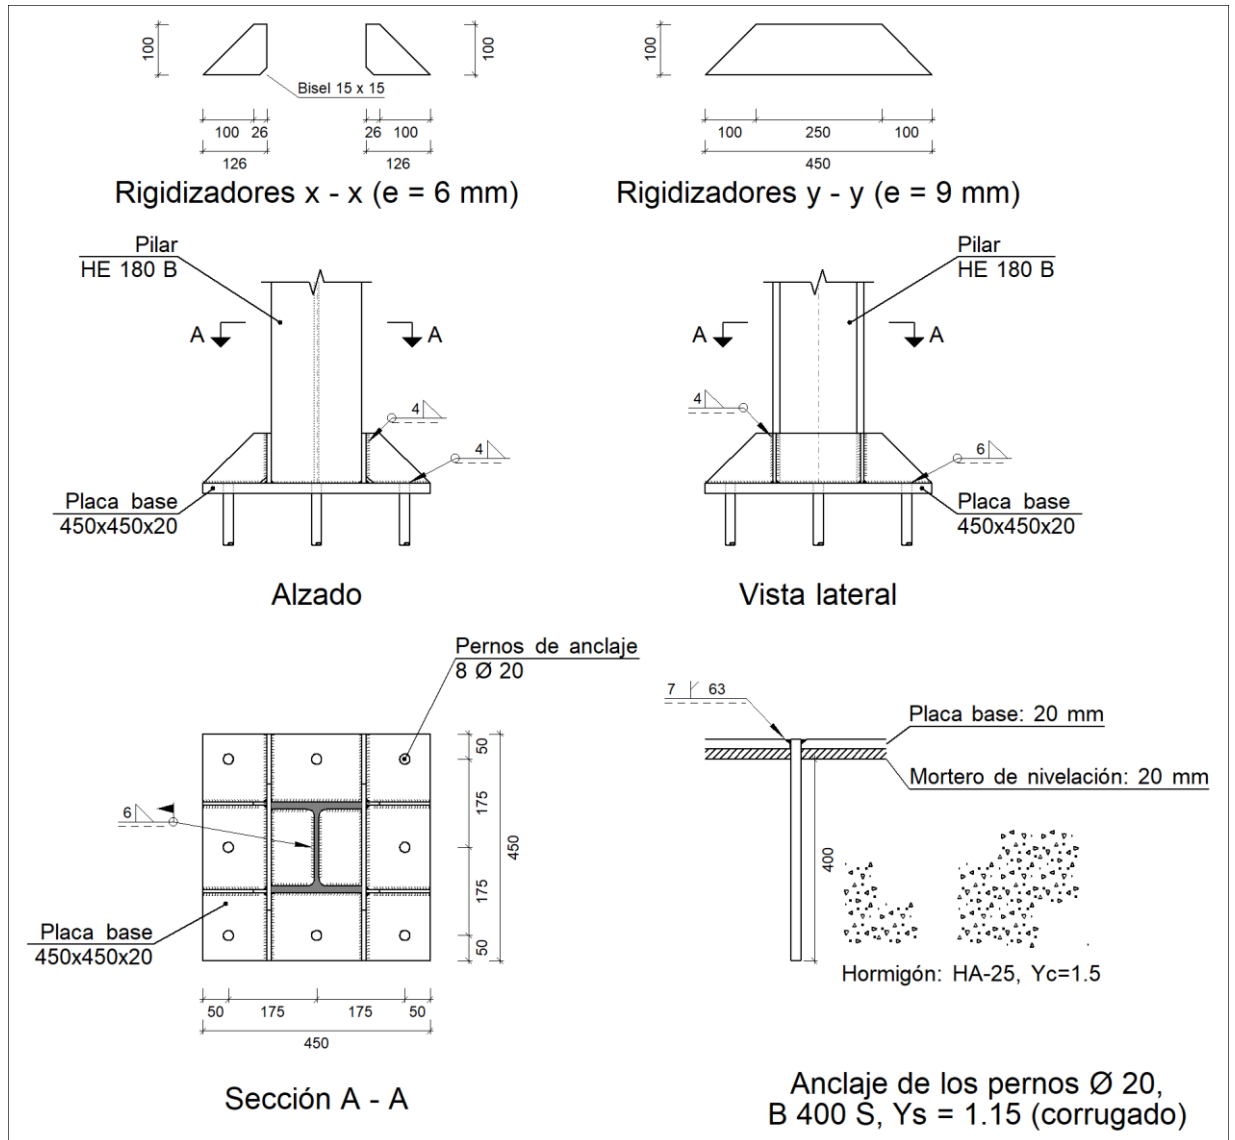 100
100
100
Bisel 15 x 15
100 26
26 100
100 250 100
126
126
450
Rigidizadores x - x (e = 6 mm)
Rigidizadores y - y (e = 9 mm)
Pilar
HE 180 B
Pilar
HE 180 B
A
A
A
A
4
4
4
6
Placa base
450x450x20
Placa base
450x450x20
Alzado
Vista lateral
Pernos de anclaje
8 Ø 20
7 63
Placa base: 20 mm
Mortero de nivelación: 20 mm
50
175
175
50
450
6
400
Placa base
450x450x20
Hormigón: HA-25, Yc=1.5
50 175 175 50
450
Sección A - A
Anclaje de los pernos Ø 20,
B 400 S, Ys = 1.15 (corrugado)